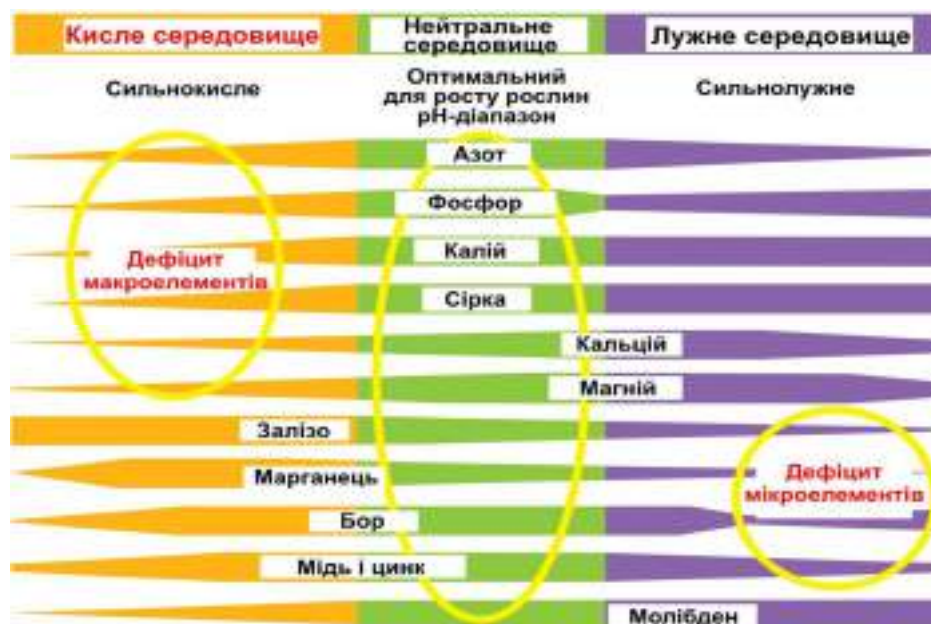 Кисле середовище
Нейтральне
середовище
Лужне середовище
Сильнокисле
Оптимальний
для росту рослин
pH-діапазон
Сильнолужне
Азот
Фосфор
Калій
Дефіцит
макроелементів
Сірка
Кальцій
Магній
Залізо
Марганець
Дефіцит
мікроелементів
Бор
Мідь і цинк
Молібден